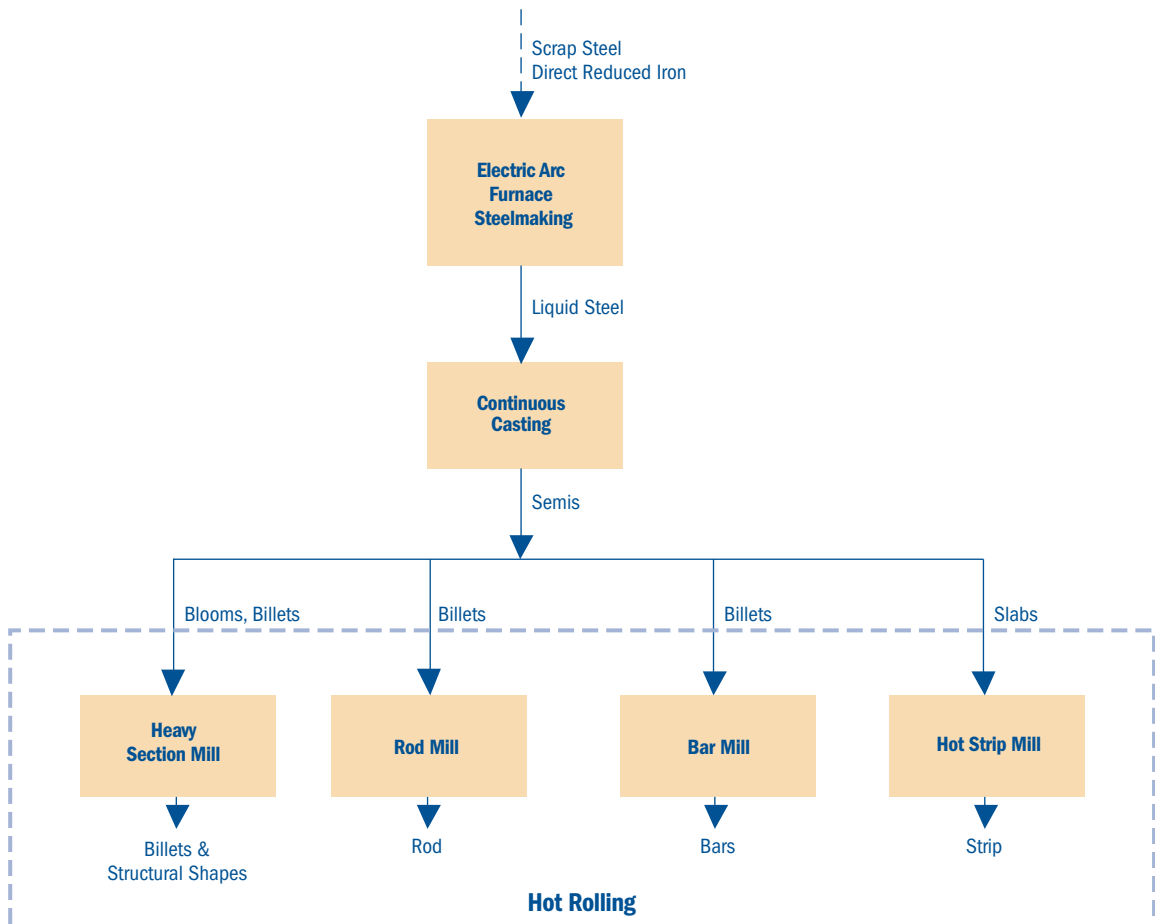 Scrap Steel
Direct Reduced Iron
Electric Arc
Furnace
Steelmaking
Liquid Steel
Continuous
Casting
Semis
Blooms, Billets
Billets
Billets
Slabs
Heavy
Section Mill
Rod Mill
Bar Mill
Hot Strip Mill
Billets &
Structural Shapes
Rod
Bars
Strip
Hot Rolling